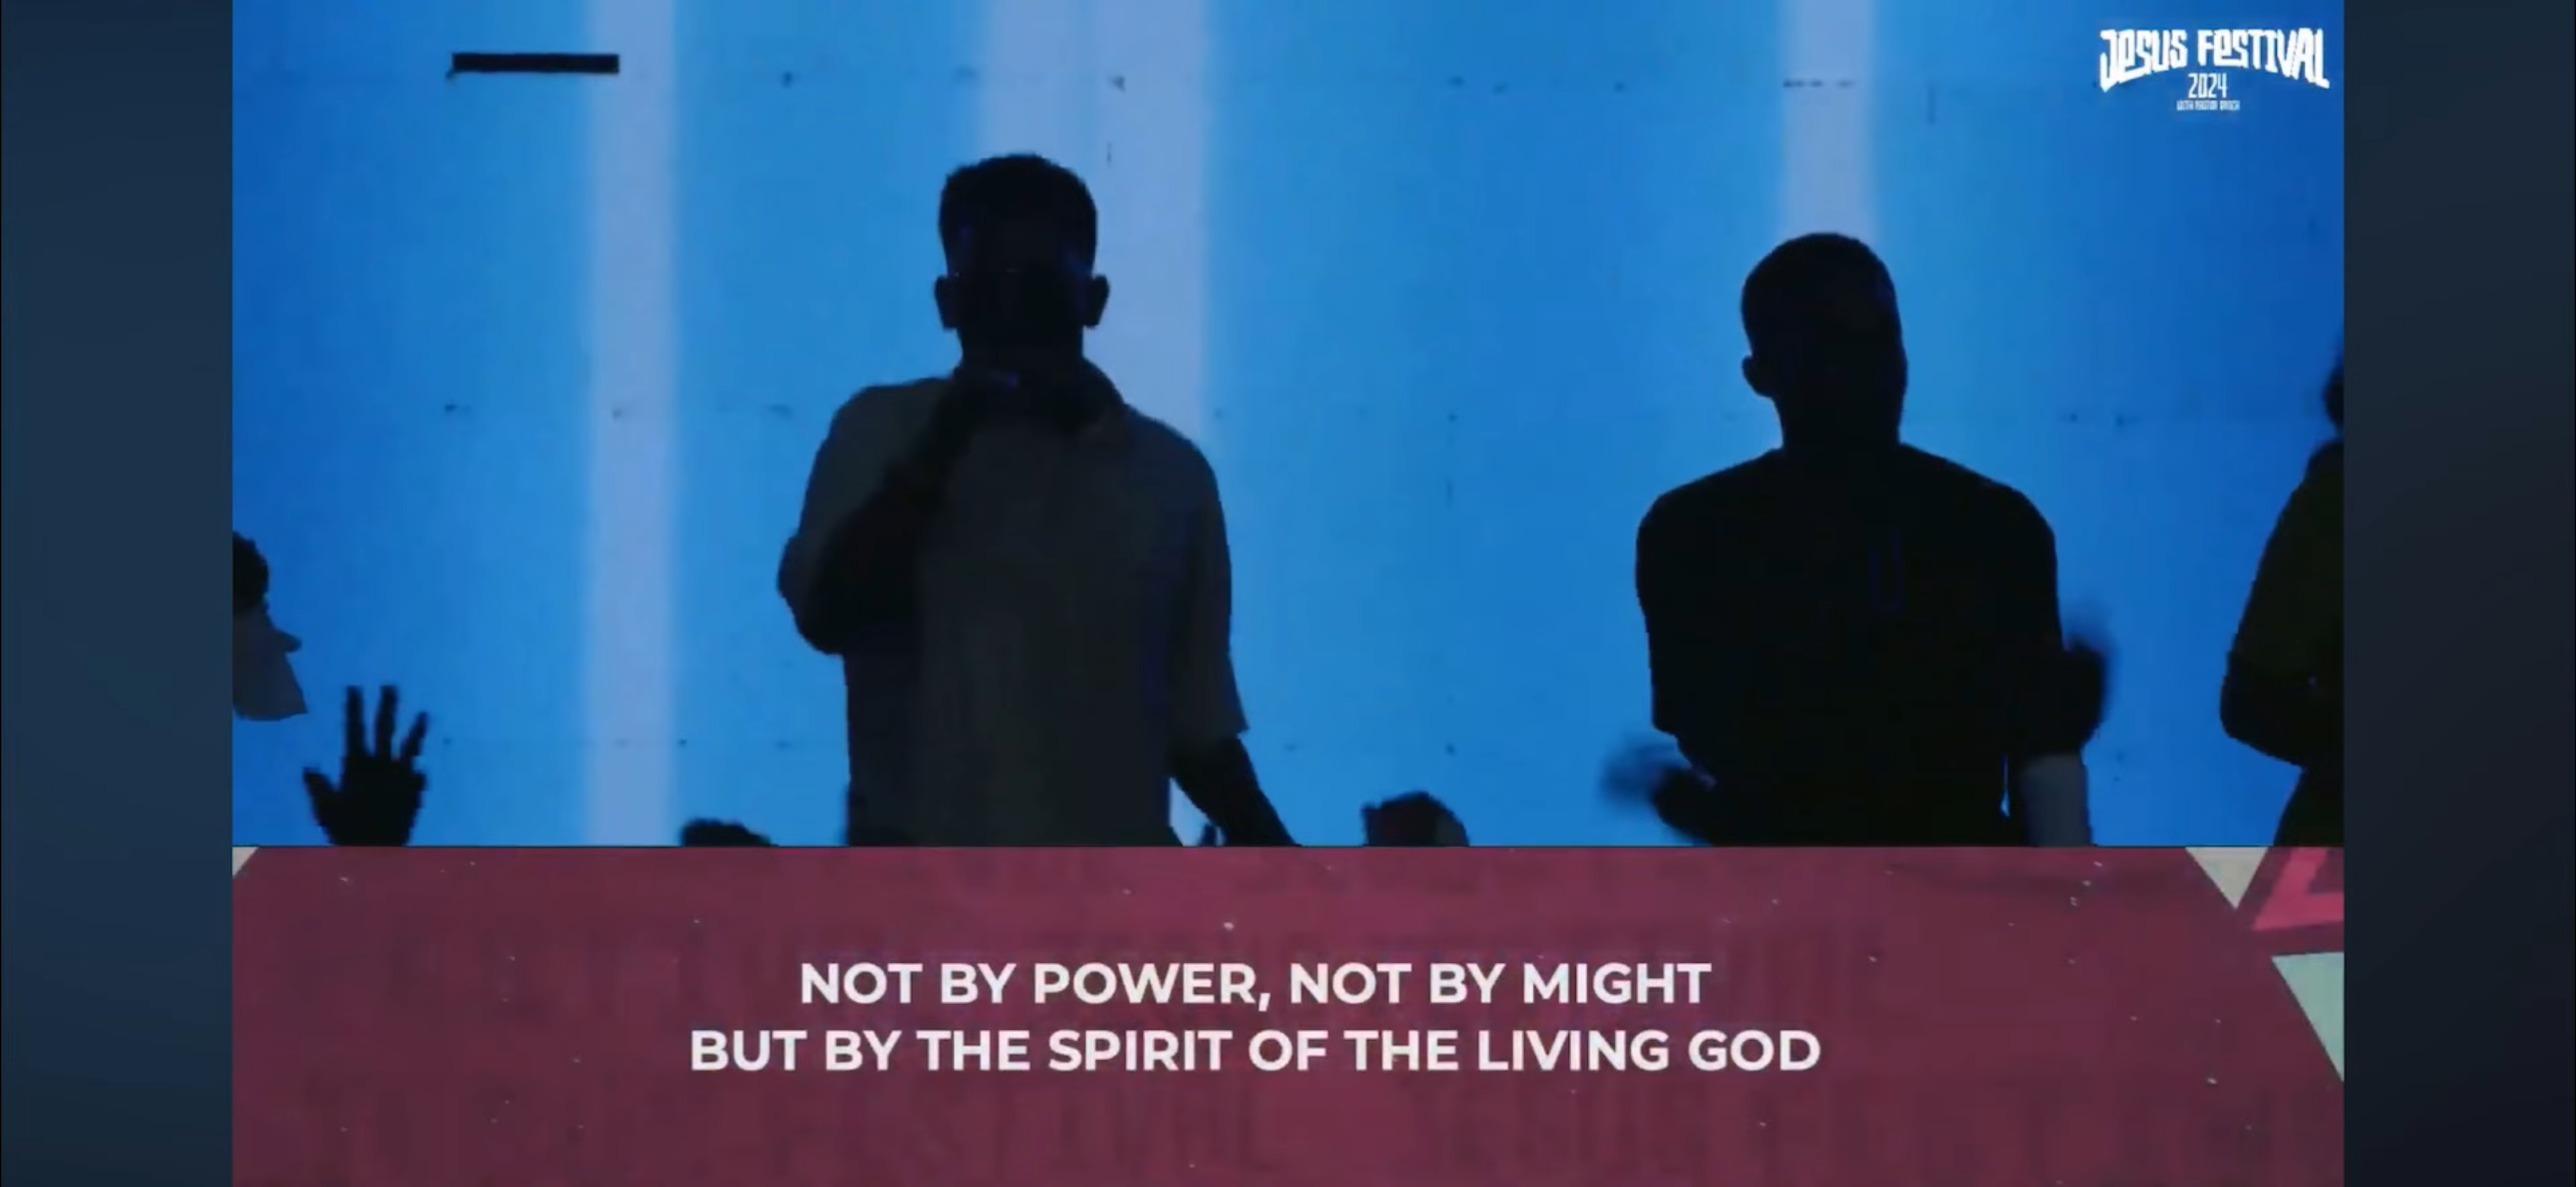 JESUS FESTIVAL
2024
NOT BY POWER, NOT BY MIGHT
BUT BY THE SPIRIT OF THE LIVING GOD